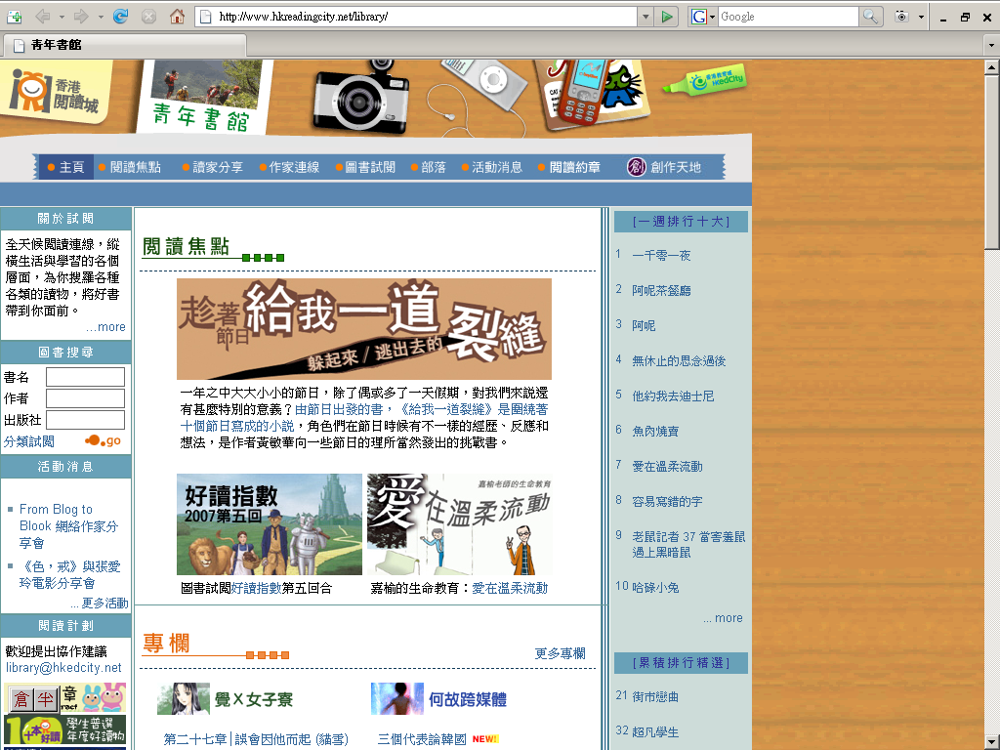 http://www.hkreadingcity.net/library/
Google
青年書館
香港
閱讀城
青年書館
香港教育城
HKedCity
主頁
閱讀焦點
讀家分享
作家連線
圖書試閱
部落
活動消息
閱讀約章
創 創作天地
關於試閱
全天候閱讀連線，縱
橫生活與學習的各個
層面，為你搜羅各種
各類的讀物，將好書
帶到你面前。
...more
圖書搜尋
書名
作者
出版社
分類試閱
go
活動消息
From Blog to
Blook 網絡作家分
享會
《色，戒》與張愛
玲電影分享會
... 更多活動
閱讀計劃
歡迎提出協作建議
library@hkedcity.net
倉 半 章
十本好讀
學生普選
年度好讀物
閱讀焦點
趁著節日
給我一道裂縫
躲起來 / 逃出去的
一年之中大大小小的節日，除了偶或多了一天假期，對我們來說還
有甚麼特別的意義？由節日出發的書，《給我一道裂縫》是圍繞著
十個節日寫成的小說，角色們在節日時候有不一樣的經歷、反應和
想法，是作者黃敏華向一些節日的理所當然發出的挑戰書。
好讀指數
2007第五回
圖書試閱好讀指數第五回合
嘉榆老師的生命教育
愛在溫柔流動
嘉榆的生命教育：愛在溫柔流動
專欄
更多專欄
覺X女子寮
第二十七章|誤會因他而起 (貓雪)
何故跨媒體
三個代表論韓國 NEW!
[一週排行十大]
1 一千零一夜
2 阿呢茶餐廳
3 阿呢
4 無休止的思念過後
5 他約我去迪士尼
6 魚肉燒賣
7 愛在溫柔流動
8 容易寫錯的字
9 老鼠記者 37 當害羞鼠
遇上黑暗鼠
10 哈碌小兔
... more
[累積排行精選]
21 街市戀曲
32 超凡學生